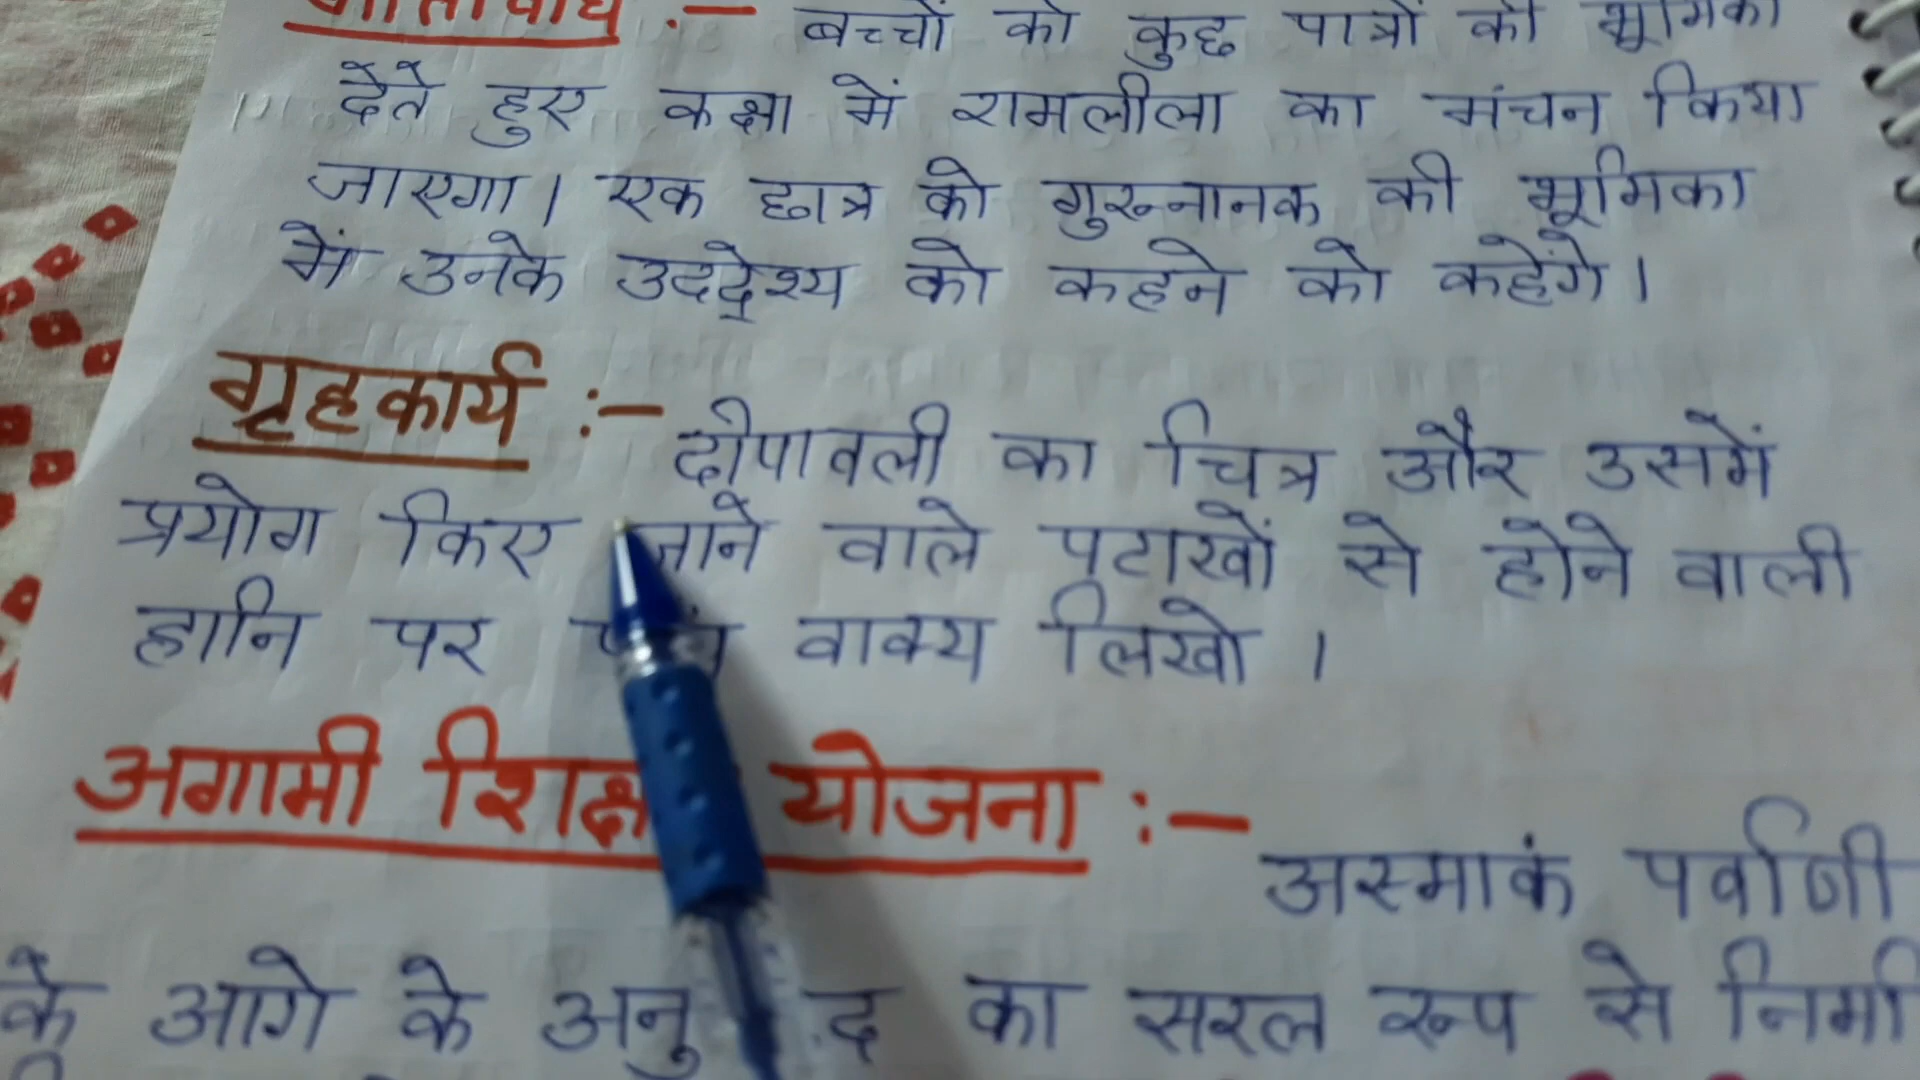 बच्चों को कुछ पात्रों की भूमिका
देते हुए कक्षा में रामलीला का मंचन किया
जाएगा। एक छात्र को गुरुनानक की भूमिका
में उनके उद्देश्य को कहने को कहेंगे।
गृहकार्य :- दीपावली का चित्र और उसमें
प्रयोग किए जाने वाले पटाखों से होने वाली
हानि पर वाक्य लिखो।
अगामी योजना :- अस्माकं पर्वाणी
के आगे के का सरल रूप से